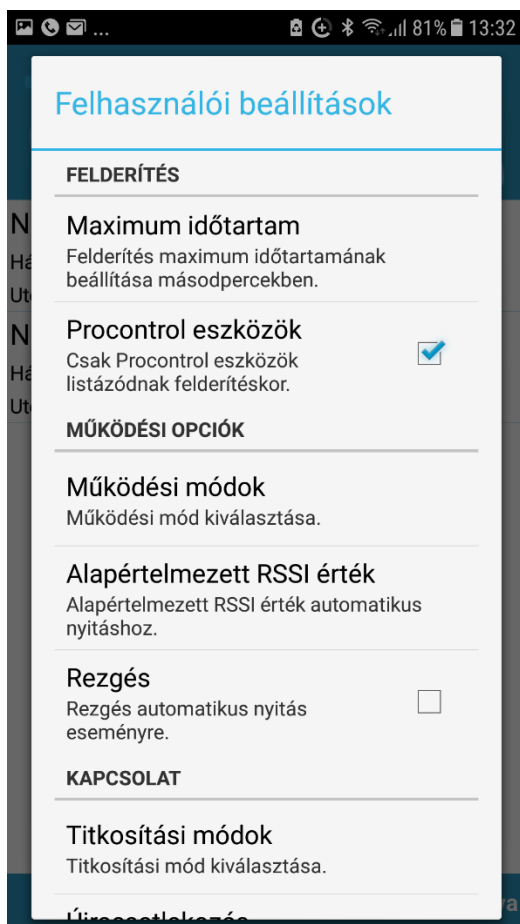 ... 81% 13:32
Felhasználói beállítások
FELDERÍTÉS
Maximum időtartam
Felderítés maximum időtartamának
beállítása másodpercekben.
Procontrol eszközök
Csak Procontrol eszközök
listázódnak felderítéskor.
MŰKÖDÉSI OPCIÓK
Működési módok
Működési mód kiválasztása.
Alapértelmezett RSSI érték
Alapértelmezett RSSI érték automatikus
nyitáshoz.
Rezgés
Rezgés automatikus nyitás
eseményre.
KAPCSOLAT
Titkosítási módok
Titkosítási mód kiválasztása.